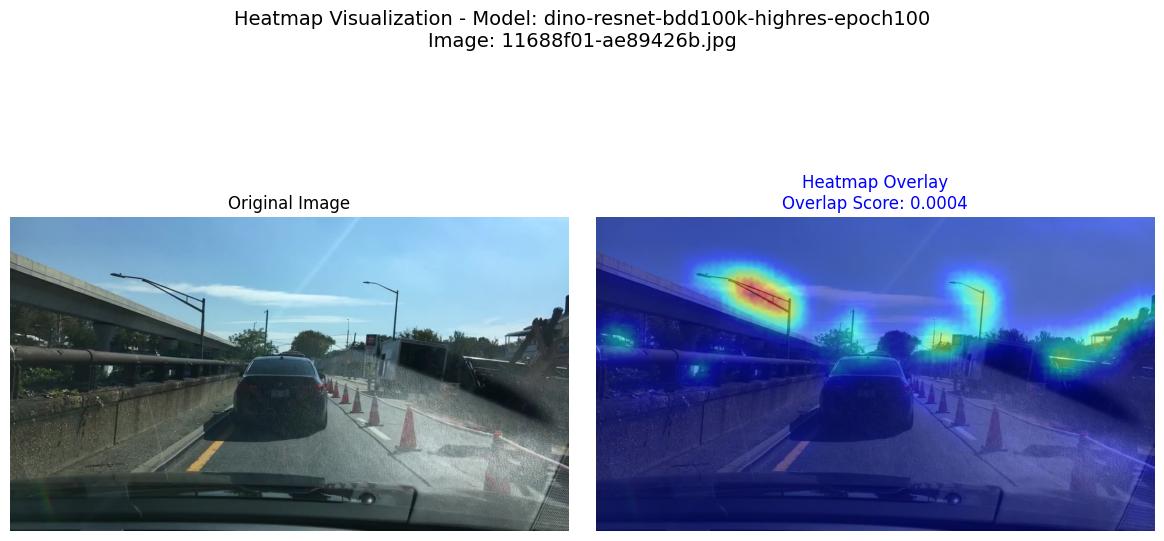 Heatmap Visualization - Model: dino-resnet-bdd100k-highres-epoch100
Image: 11688f01-ae89426b.jpg
Original Image
Heatmap Overlay
Overlap Score: 0.0004